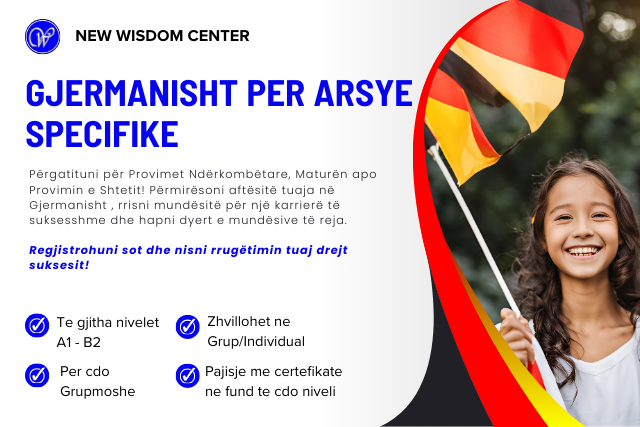 NEW WISDOM CENTER
GJERMANISHT PER ARSYE
SPECIFIKE
Përgatituni për Provimet Ndërkombëtare, Maturën apo
Provimin e Shtetit! Përmirësoni aftësitë tuaja në
Gjermanisht , rrisni mundësitë për një karrierë të
suksesshme dhe hapni dyert e mundësive të reja.
Regjistrohuni sot dhe nisni rrugëtimin tuaj drejt
suksesit!
Te gjitha nivelet
A1 - B2
Zhvillohet ne
Grup/Individual
Per cdo
Grupmoshe
Pajisje me certefikate
ne fund te cdo niveli